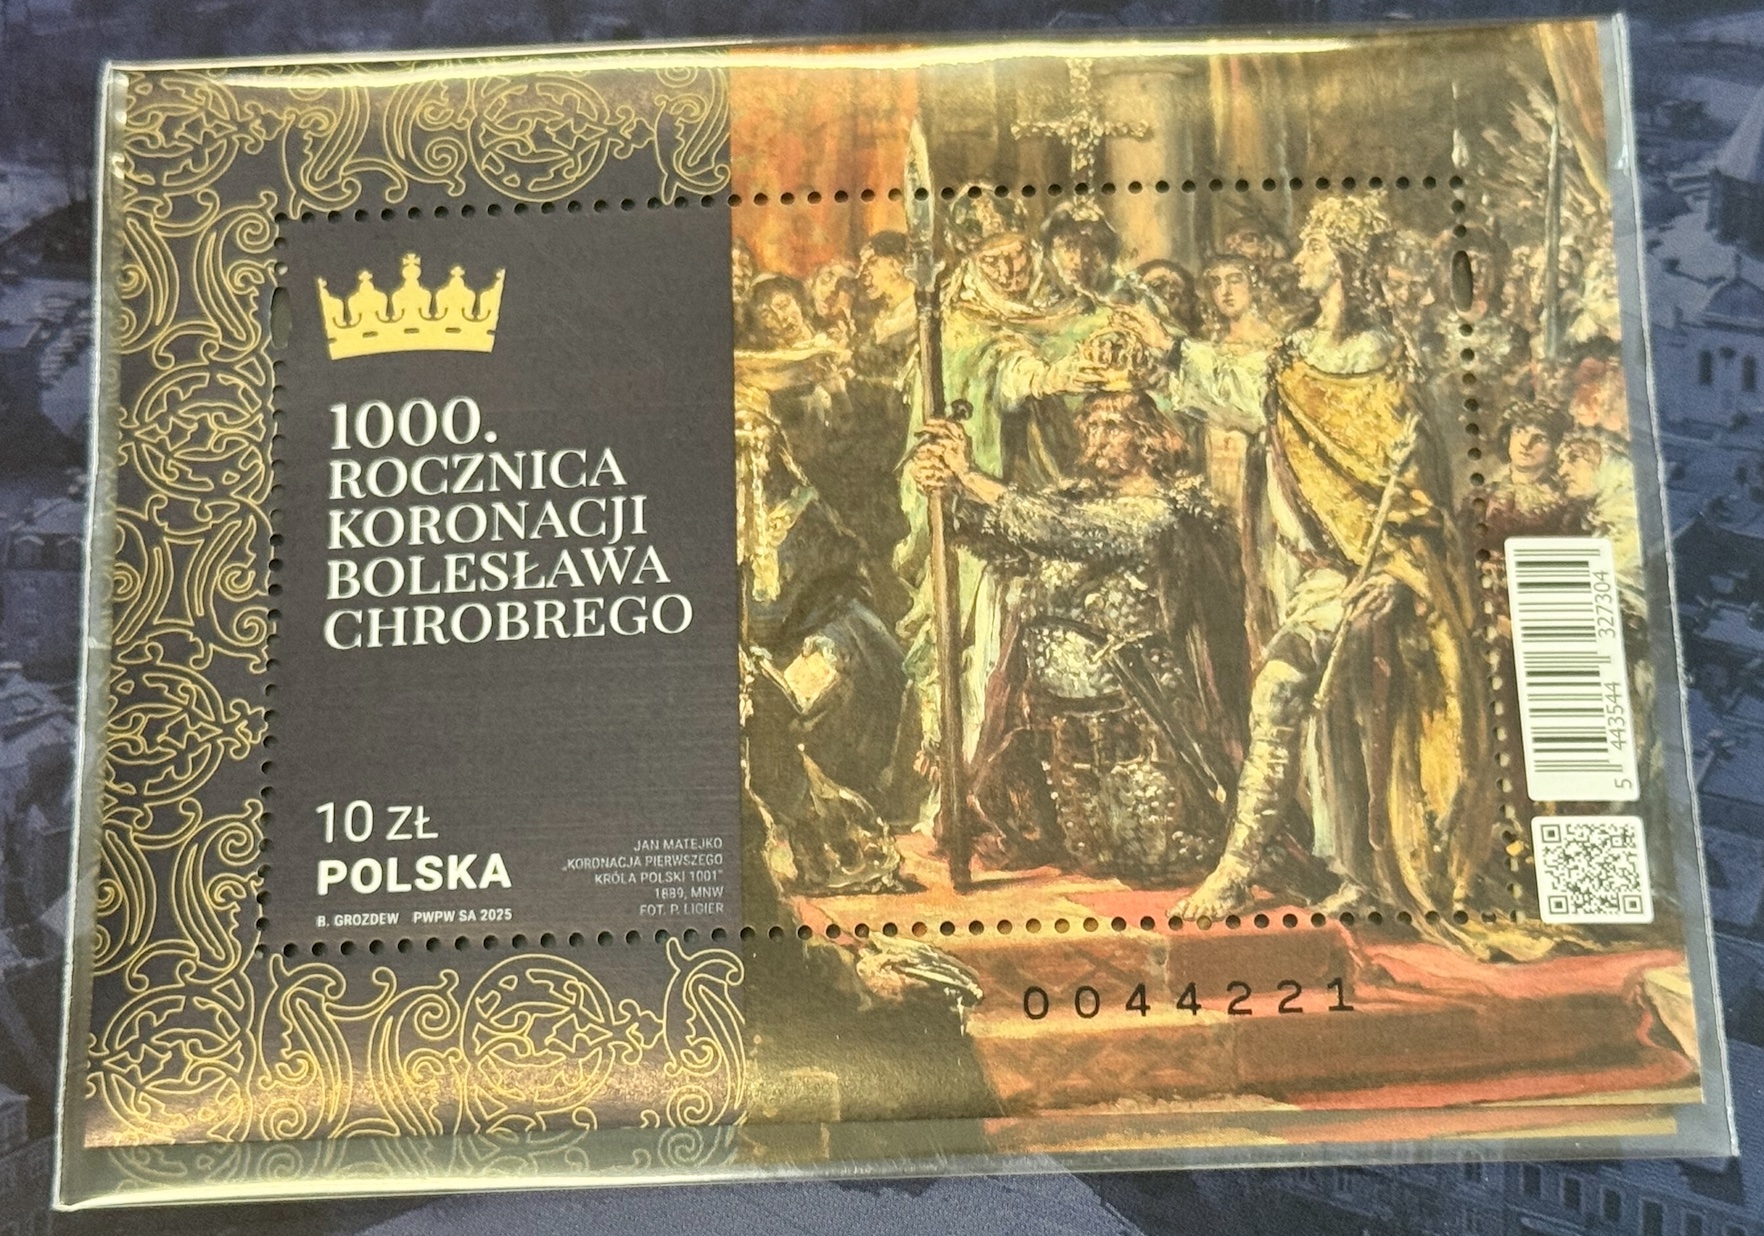 1000.
ROCZNICA
KORONACJI
BOLESŁAWA
CHROBREGO
10 ZŁ
POLSKA
B. GROZDEW PWPW SA 2025
JAN MATEJKO
„KORONACJA PIERWSZEGO
KRÓLA POLSKI 1001”
1889, MNW
FOT. P. LIGIER
5 443544 327304
0044221